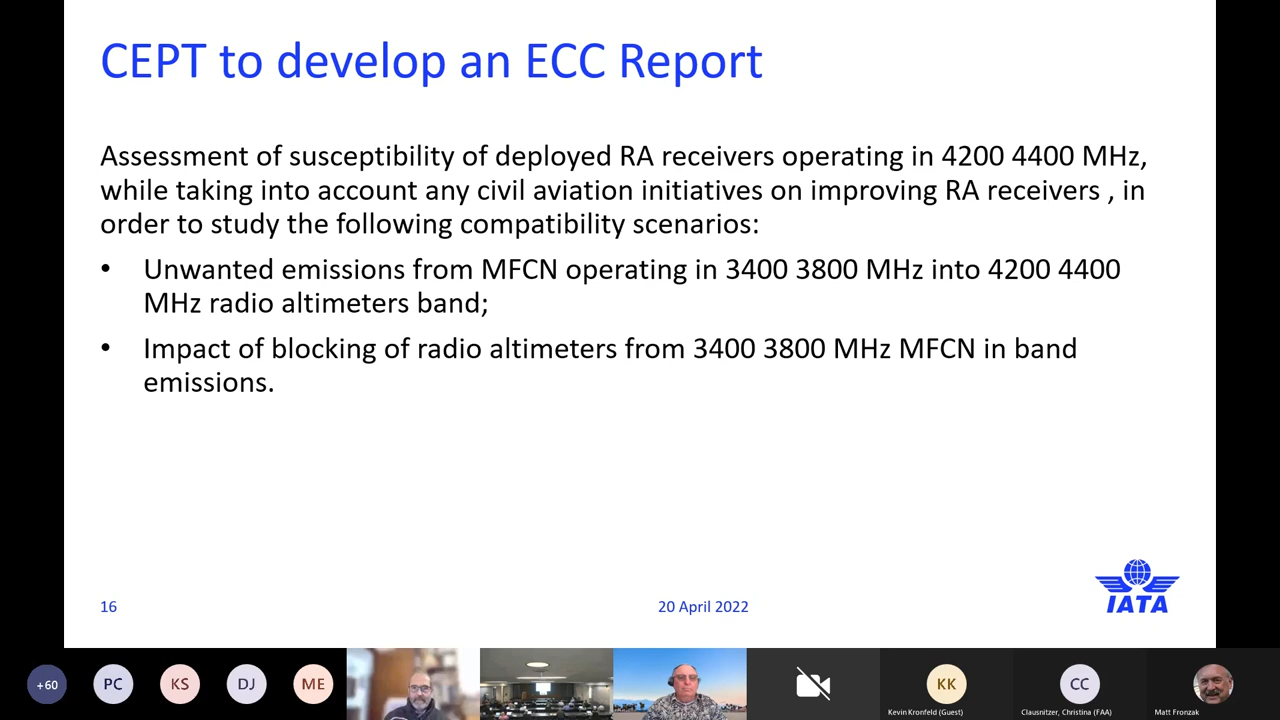 CEPT to develop an ECC Report
Assessment of susceptibility of deployed RA receivers operating in 4200 4400 MHz,
while taking into account any civil aviation initiatives on improving RA receivers , in
order to study the following compatibility scenarios:
• Unwanted emissions from MFCN operating in 3400 3800 MHz into 4200 4400
MHz radio altimeters band;
• Impact of blocking of radio altimeters from 3400 3800 MHz MFCN in band
emissions.
16
20 April 2022
IATA
+60
PC
KS
DJ
ME
KK
CC
Kevin Kronfeld (Guest)
Clausnitzer, Christina (FAA)
Matt Fronzak